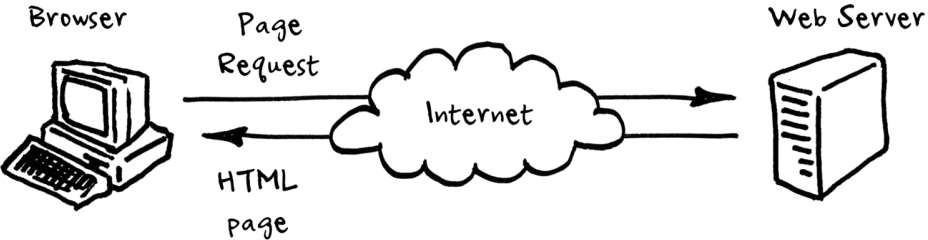 Browser
Page
Request
Internet
Web Server
HTML
page